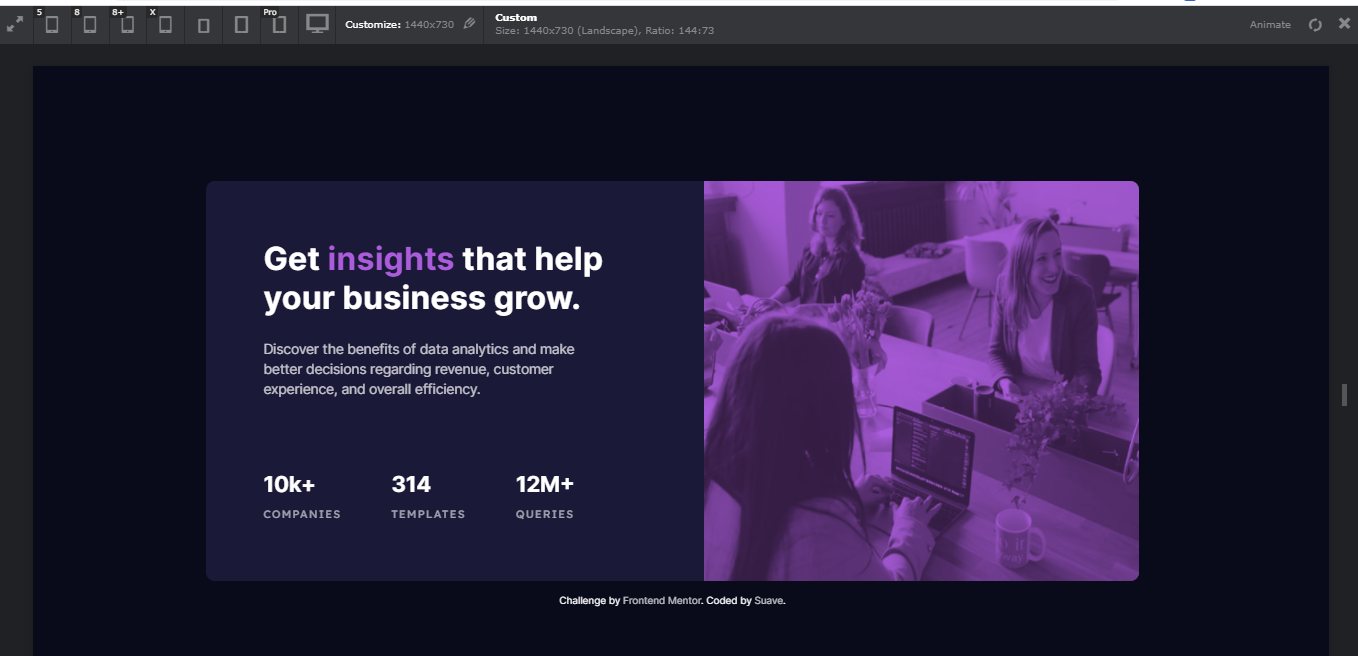 5 8 8+ X Pro Customize: 1440x730 Custom Animate
Size: 1440x730 (Landscape), Ratio: 144:73
Get insights that help
your business grow.
Discover the benefits of data analytics and make
better decisions regarding revenue, customer
experience, and overall efficiency.
10k+ 314 12M+
COMPANIES TEMPLATES QUERIES
Challenge by Frontend Mentor. Coded by Suave.